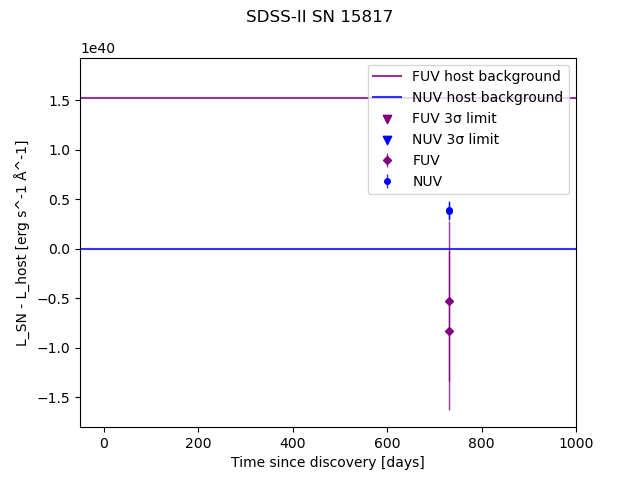 SDSS-II SN 15817
1e40
FUV host background
NUV host background
FUV 3σ limit
NUV 3σ limit
FUV
NUV
1.5
1.0
0.5
0.0
−0.5
−1.0
−1.5
L_SN - L_host [erg s^-1 Å^-1]
0 200 400 600 800 1000
Time since discovery [days]